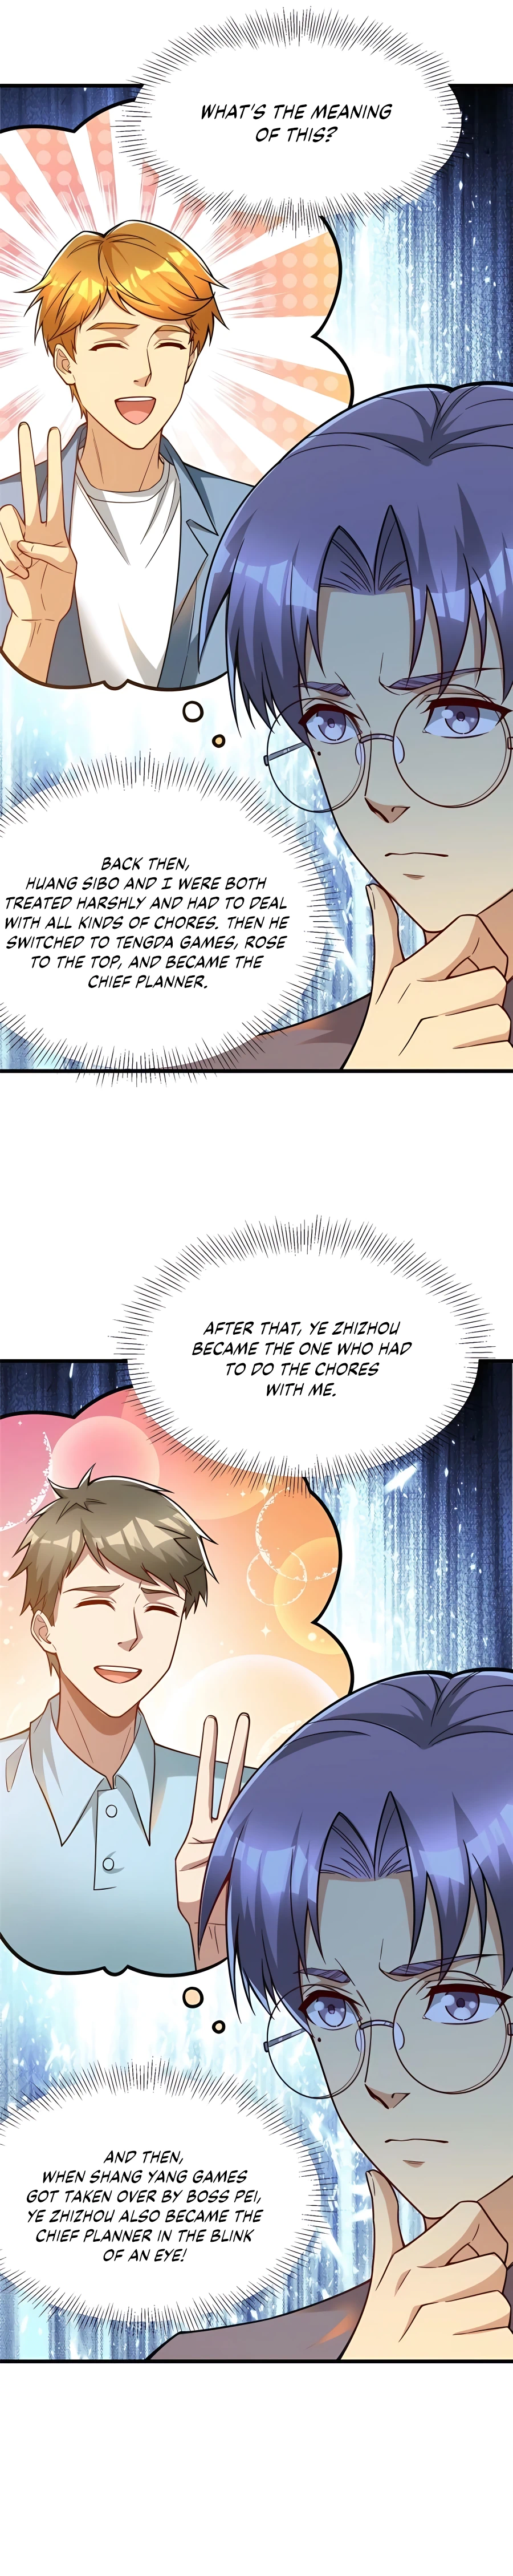 WHAT'S THE MEANING
OF THIS?
BACK THEN,
HUANG SIBO AND I WERE BOTH
TREATED HARSHLY AND HAD TO DEAL
WITH ALL KINDS OF CHORES. THEN HE
SWITCHED TO TENGDA GAMES, ROSE
TO THE TOP, AND BECAME THE
CHIEF PLANNER.
AFTER THAT, YE ZHIZHOU
BECAME THE ONE WHO HAD
TO DO THE CHORES
WITH ME.
AND THEN,
WHEN SHANG YANG GAMES
GOT TAKEN OVER BY BOSS PEI,
YE ZHIZHOU ALSO BECAME THE
CHIEF PLANNER IN THE BLINK
OF AN EYE!